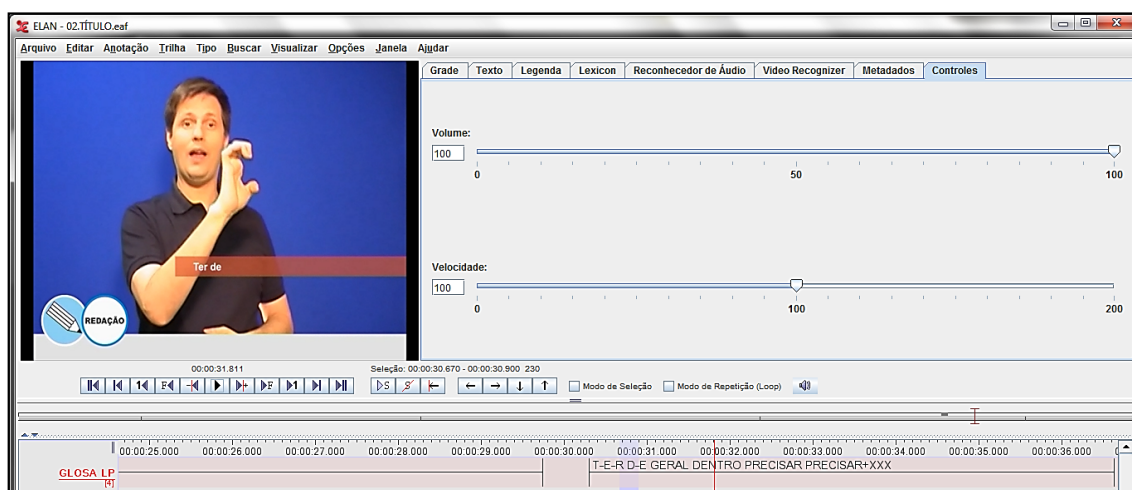 ELAN - 02.TÍTULO.eaf
Arquivo Editar Anotação Trilha Tipo Buscar Visualizar Opções Janela Ajudar
Grade Texto Legenda Lexicon Reconhecedor de Áudio Video Recognizer Metadados Controles
Volume:
100
0 50 100
Ter de
REDAÇÃO
Velocidade:
100
0 100 200
00:00:31.811 Seleção: 00:00:30.670 - 00:00:30.900 230
1 F + F 1 S S Modo de Seleção Modo de Repetição (Loop)
00:00:25.000 00:00:26.000 00:00:27.000 00:00:28.000 00:00:29.000 00:00:30.000 00:00:31.000 00:00:32.000 00:00:33.000 00:00:34.000 00:00:35.000 00:00:36.000
GLOSA LP T-E-R D-E GERAL DENTRO PRECISAR PRECISAR+XXX
[4]